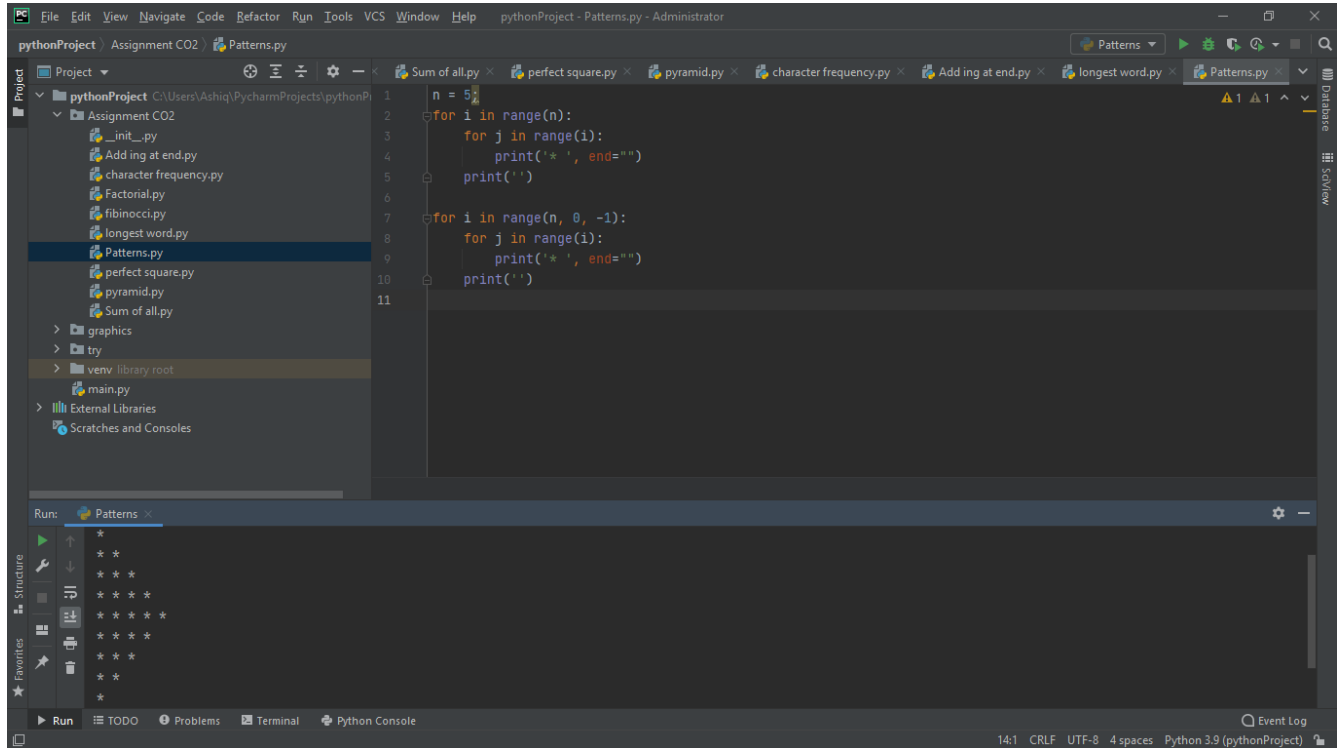 PC File Edit View Navigate Code Refactor Run Tools VCS Window Help pythonProject - Patterns.py - Administrator
pythonProject Assignment CO2 Patterns.py Patterns
Project
Project
Sum of all.py perfect square.py pyramid.py character frequency.py Add ing at end.py longest word.py Patterns.py
pythonProject C:\Users\Ashiq\PycharmProjects\pythonP
Assignment CO2
__init__.py
Add ing at end.py
character frequency.py
Factorial.py
fibinocci.py
longest word.py
Patterns.py
perfect square.py
pyramid.py
Sum of all.py
graphics
try
venv library root
main.py
External Libraries
Scratches and Consoles
1 n = 5;
2 for i in range(n):
3     for j in range(i):
4         print('* ', end="")
5     print('')
6
7 for i in range(n, 0, -1):
8     for j in range(i):
9         print('* ', end="")
10     print('')
11
1 1
Database
SciView
Run: Patterns
*
* *
* * *
* * * *
* * * * *
* * * *
* * *
* *
*
Structure
Favorites
Run TODO Problems Terminal Python Console Event Log
14:1 CRLF UTF-8 4 spaces Python 3.9 (pythonProject)